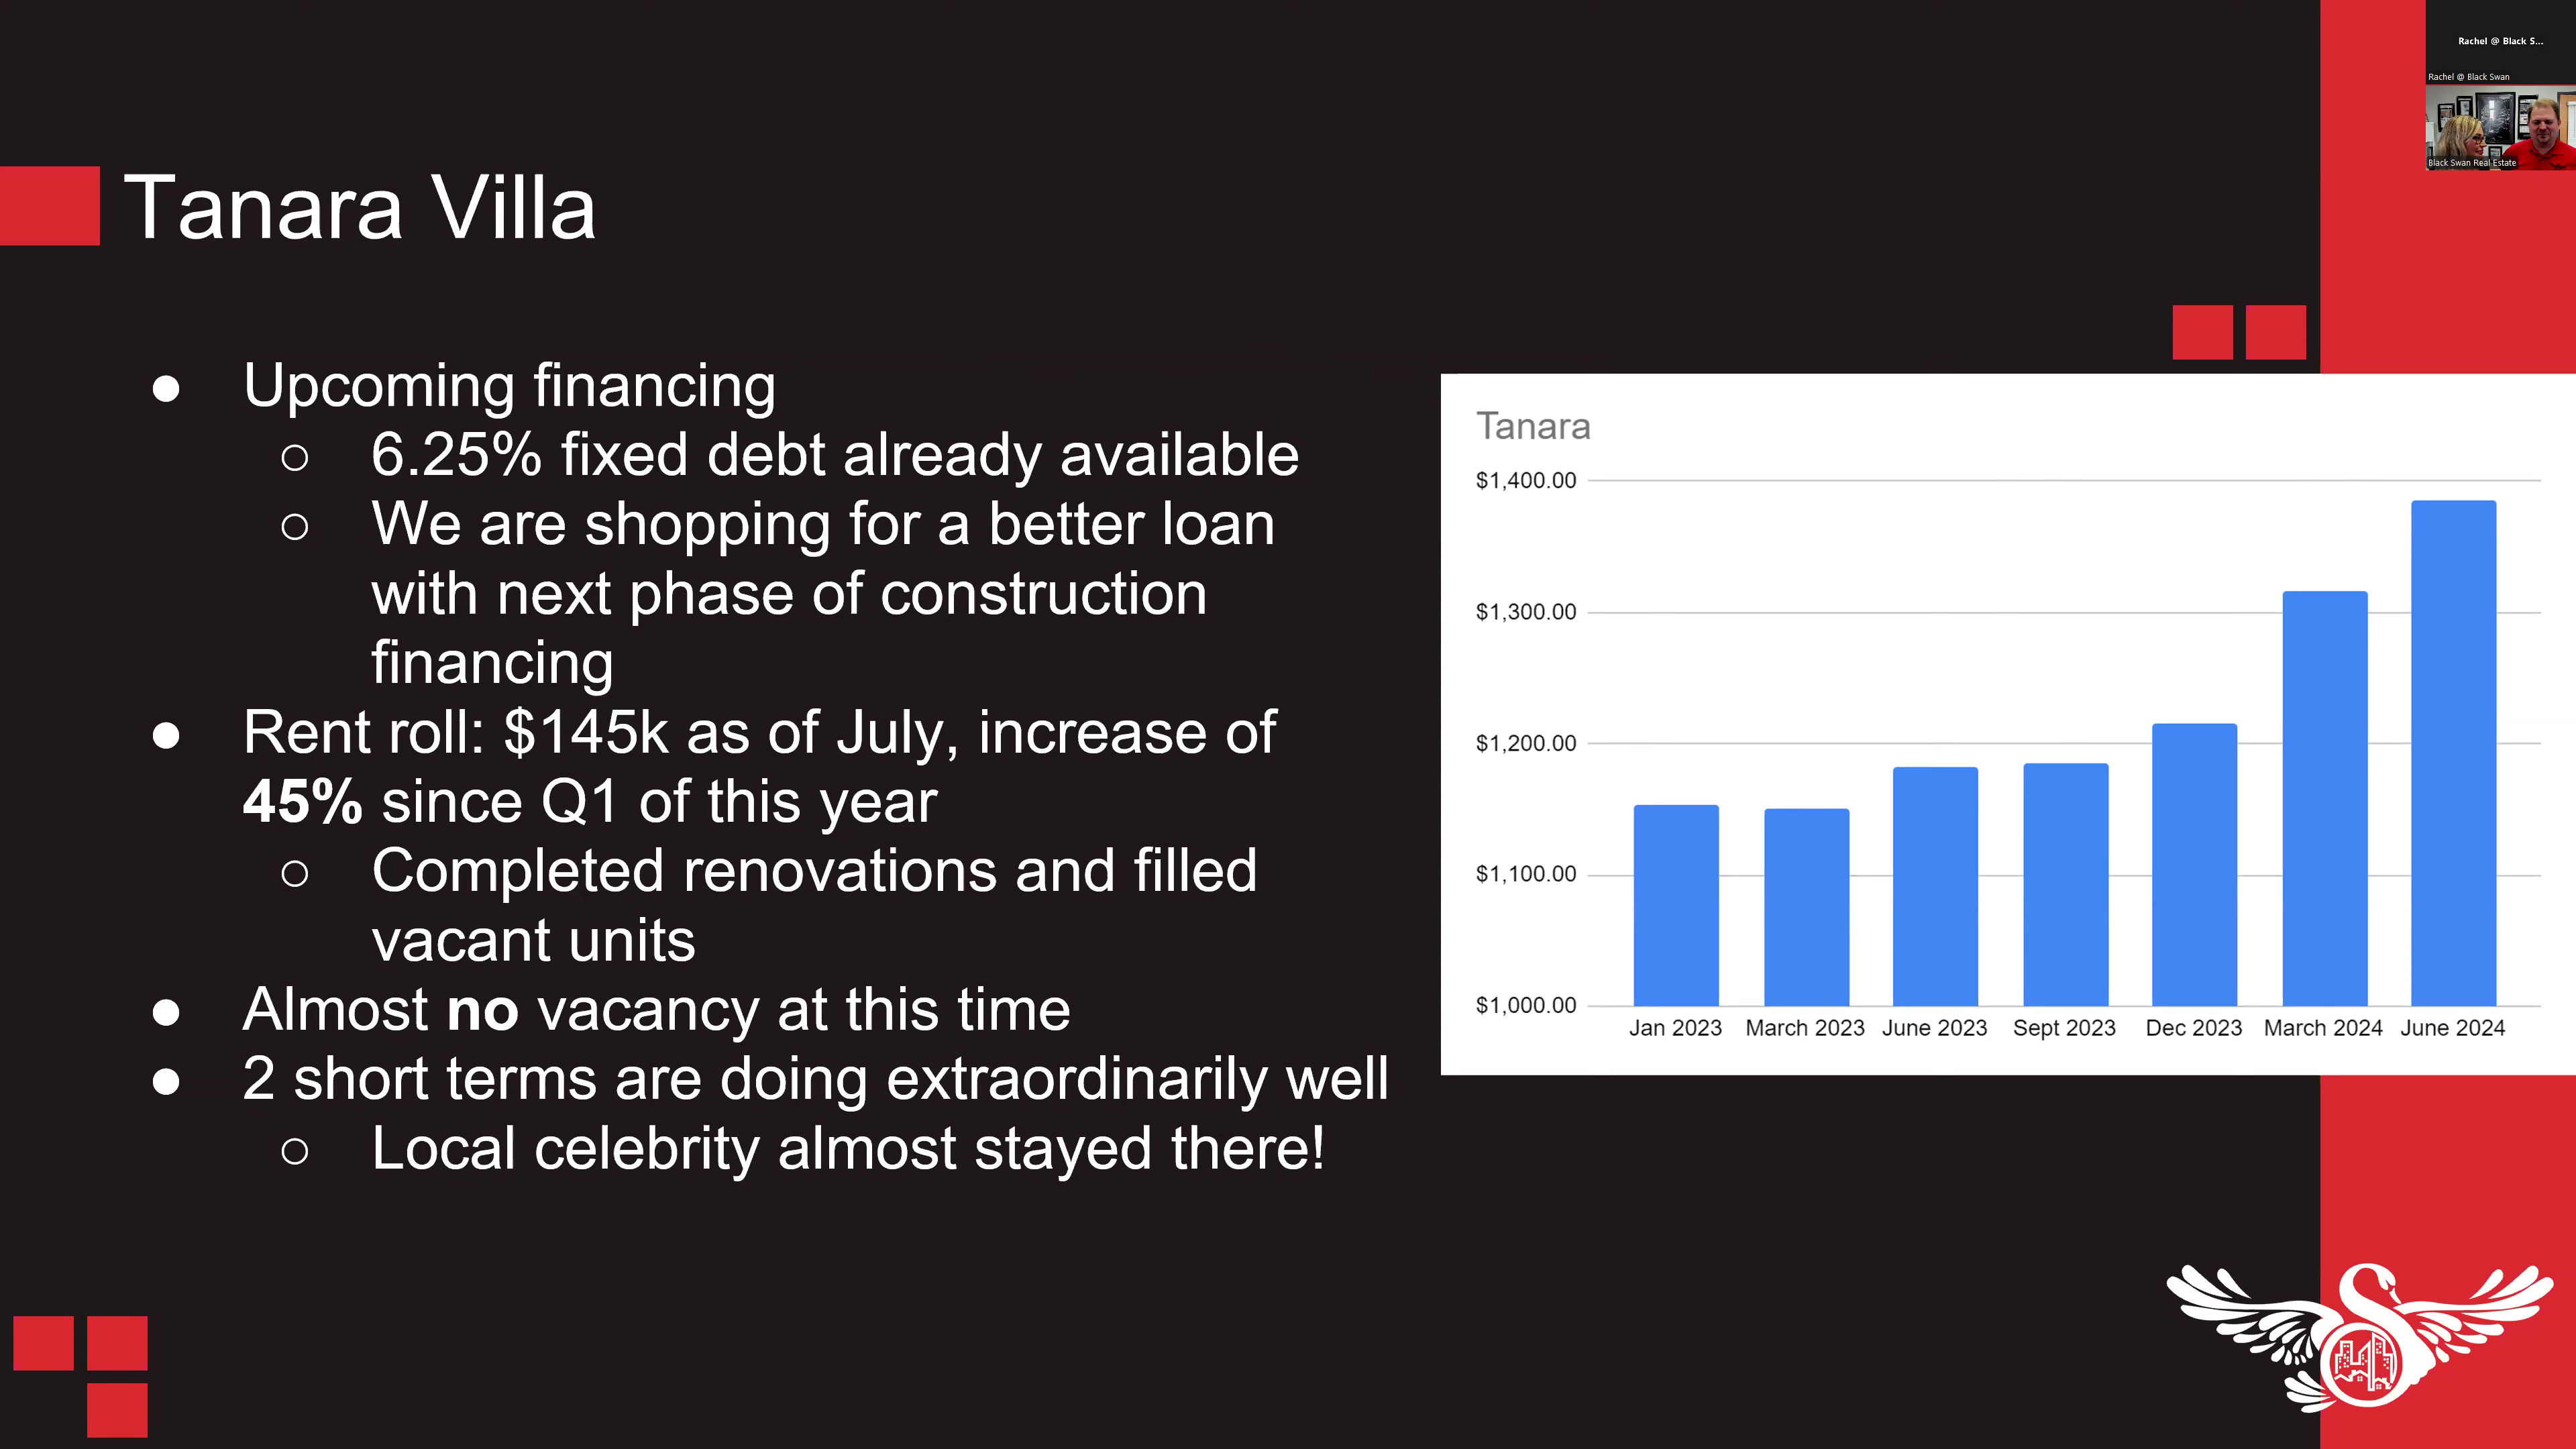 Rachel @ Black S...
Rachel @ Black Swan
Black Swan Real Estate
Tanara Villa
● Upcoming financing
○ 6.25% fixed debt already available
○ We are shopping for a better loan
with next phase of construction
financing
● Rent roll: $145k as of July, increase of
45% since Q1 of this year
○ Completed renovations and filled
vacant units
● Almost no vacancy at this time
● 2 short terms are doing extraordinarily well
○ Local celebrity almost stayed there!
Tanara
$1,400.00
$1,300.00
$1,200.00
$1,100.00
$1,000.00
Jan 2023 March 2023 June 2023 Sept 2023 Dec 2023 March 2024 June 2024